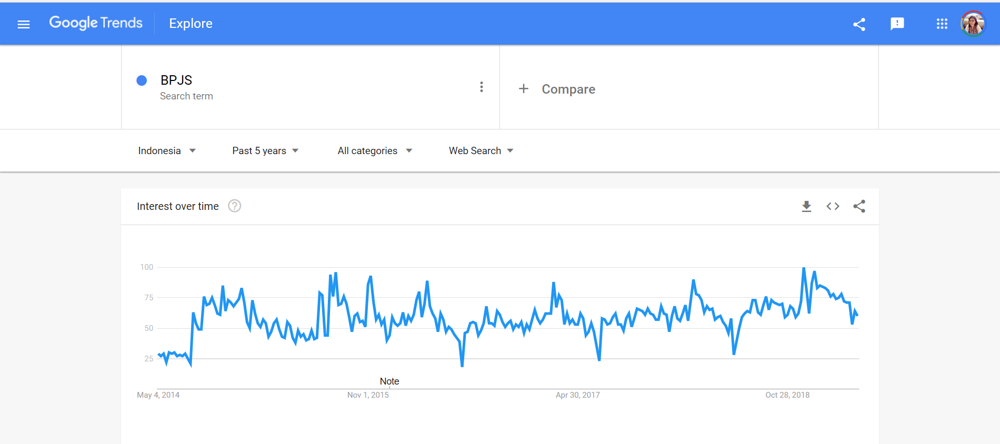 Google Trends Explore
BPJS
Search term
+ Compare
Indonesia Past 5 years All categories Web Search
Interest over time ?
100
75
50
25
Note
May 4, 2014 Nov 1, 2015 Apr 30, 2017 Oct 28, 2018